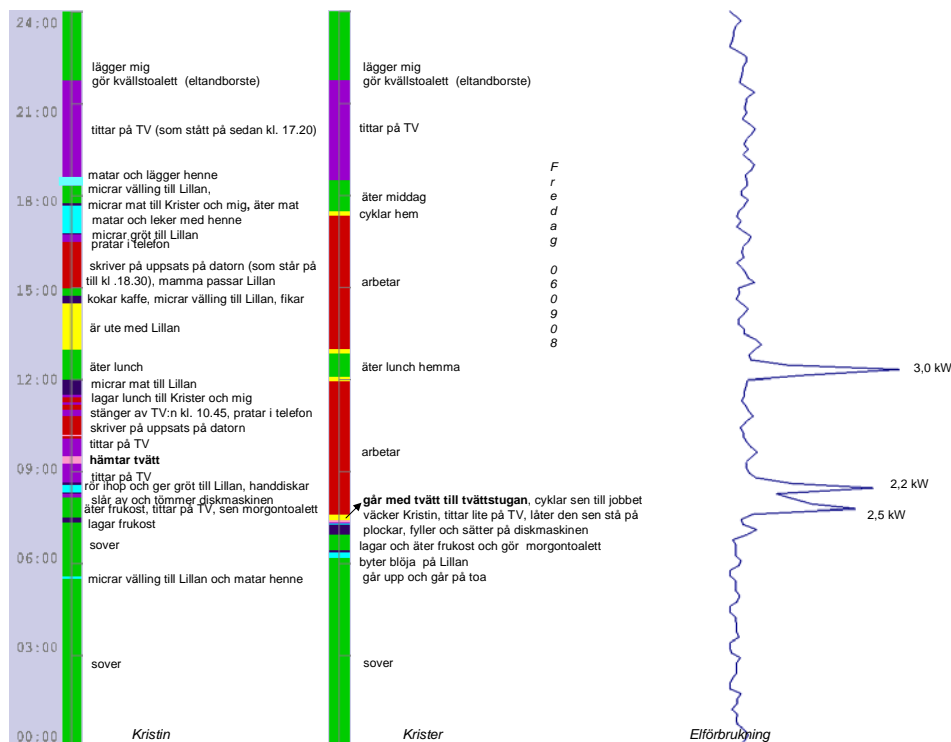 24:00
21:00
18:00
15:00
12:00
09:00
06:00
03:00
00:00
lägger mig
gör kvällstoalett (eltandborste)
tittar på TV (som stått på sedan kl. 17.20)
matar och lägger henne
micrar välling till Lillan,
micrar mat till Krister och mig, äter mat
matar och leker med henne
micrar gröt till Lillan
pratar i telefon
skriver på uppsats på datorn (som står på
till kl .18.30), mamma passar Lillan
kokar kaffe, micrar välling till Lillan, fikar
är ute med Lillan
äter lunch
micrar mat till Lillan
lagar lunch till Krister och mig
stänger av TV:n kl. 10.45, pratar i telefon
skriver på uppsats på datorn
tittar på TV
hämtar tvätt
tittar på TV
rör ihop och ger gröt till Lillan, handdiskar
slår av och tömmer diskmaskinen
äter frukost, tittar på TV, sen morgontoalett
lagar frukost
sover
micrar välling till Lillan och matar henne
sover
Kristin
lägger mig
gör kvällstoalett (eltandborste)
tittar på TV
äter middag
cyklar hem
arbetar
äter lunch hemma
arbetar
går med tvätt till tvättstugan, cyklar sen till jobbet
väcker Kristin, tittar lite på TV, låter den sen stå på
plockar, fyller och sätter på diskmaskinen
lagar och äter frukost och gör morgontoalett
byter blöja på Lillan
går upp och går på toa
sover
Krister
F
r
e
d
a
g
0
6
0
9
0
8
3,0 kW
2,2 kW
2,5 kW
Elförbrukning